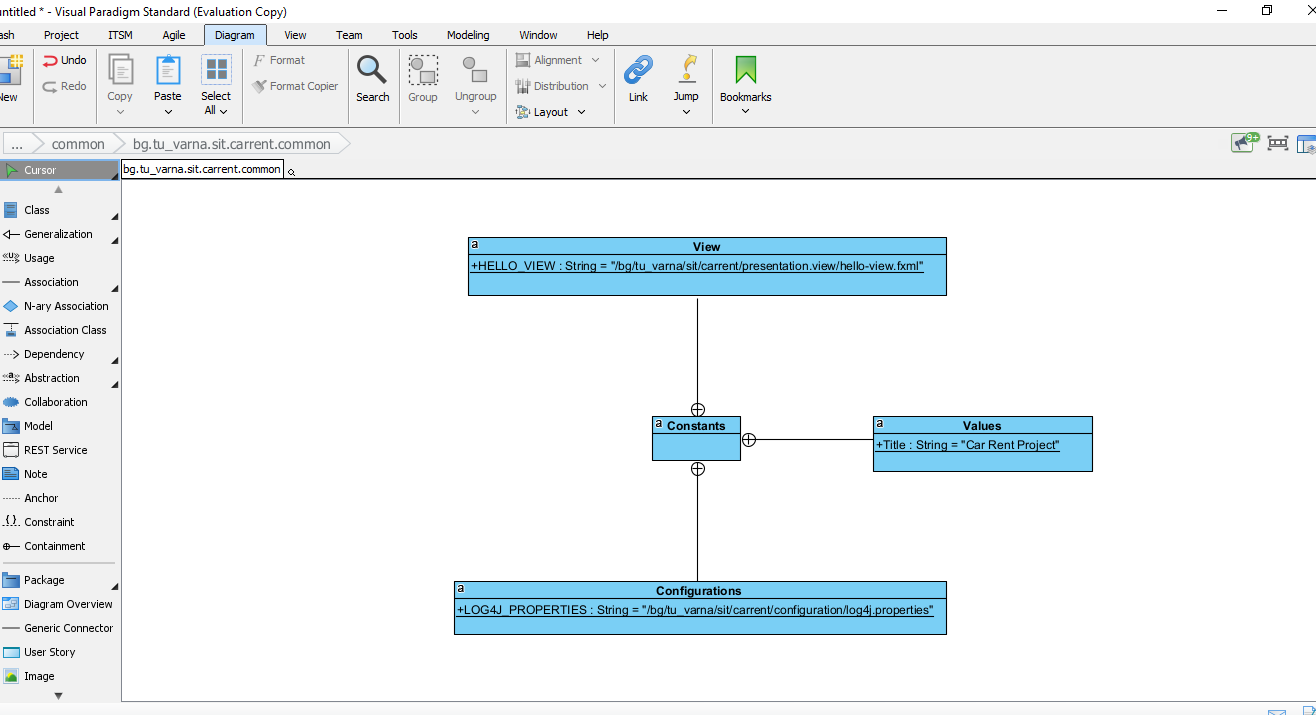 untitled * - Visual Paradigm Standard (Evaluation Copy)
ash Project ITSM Agile Diagram View Team Tools Modeling Window Help
New Undo Redo Copy Paste Select All Format Format Copier Search Group Ungroup Alignment Distribution Layout Link Jump Bookmarks
... common bg.tu_varna.sit.carrent.common 9+
Cursor
bg.tu_varna.sit.carrent.common
Class
Generalization
Usage
Association
N-ary Association
Association Class
Dependency
Abstraction
Collaboration
Model
REST Service
Note
Anchor
Constraint
Containment
Package
Diagram Overview
Generic Connector
User Story
Image
a View
+HELLO_VIEW : String = "/bg/tu_varna/sit/carrent/presentation.view/hello-view.fxml"
a Constants
a Values
+Title : String = "Car Rent Project"
a Configurations
+LOG4J_PROPERTIES : String = "/bg/tu_varna/sit/carrent/configuration/log4j.properties"